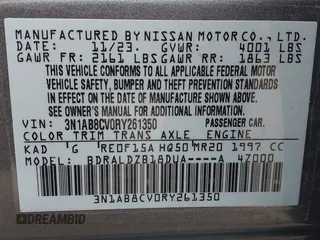 MANUFACTURED BY NISSAN MOTOR CO., LTD.
DATE: 11/23. GVWR: 4001 LBS
GAWR FR: 2161 LBS GAWR RR: 1863 LBS
THIS VEHICLE CONFORMS TO ALL APPLICABLE FEDERAL MOTOR
VEHICLE SAFETY, BUMPER, AND THEFT PREVENTION STANDARDS
IN EFFECT ON THE DATE OF MANUFACTURE SHOWN ABOVE.
SEE OWNER'S MANUAL FOR ADDITIONAL INFORMATION.
VIN: 3N1AB8CV0RY261350 PASSENGER CAR.
COLOR TRIM TRANS AXLE ENGINE
KAD G RE0F15A HQ50 MR20 1997 CC
MODEL: BDRALDZB18DUA----A 4Z000
3N1AB8CV0RY261350
DREAMBID